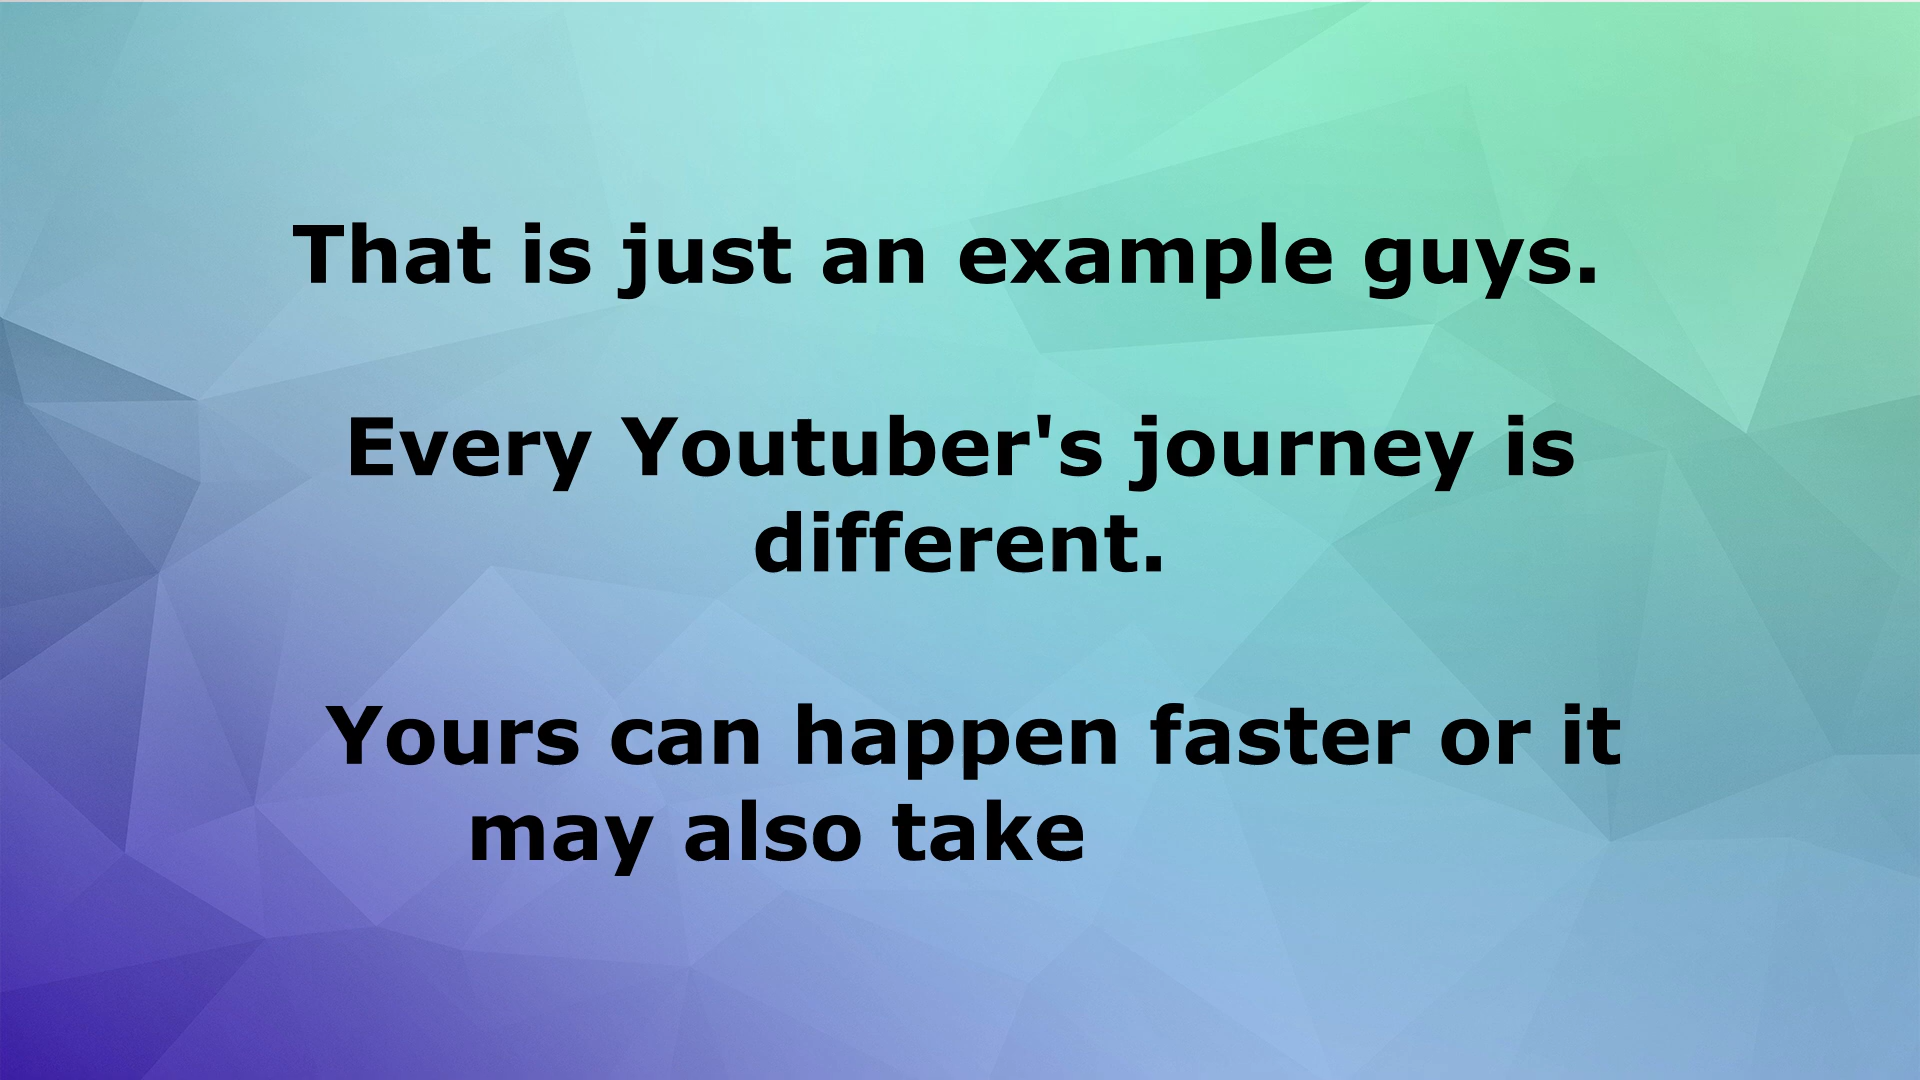 That is just an example guys.
Every Youtuber's journey is
different.
Yours can happen faster or it
may also take